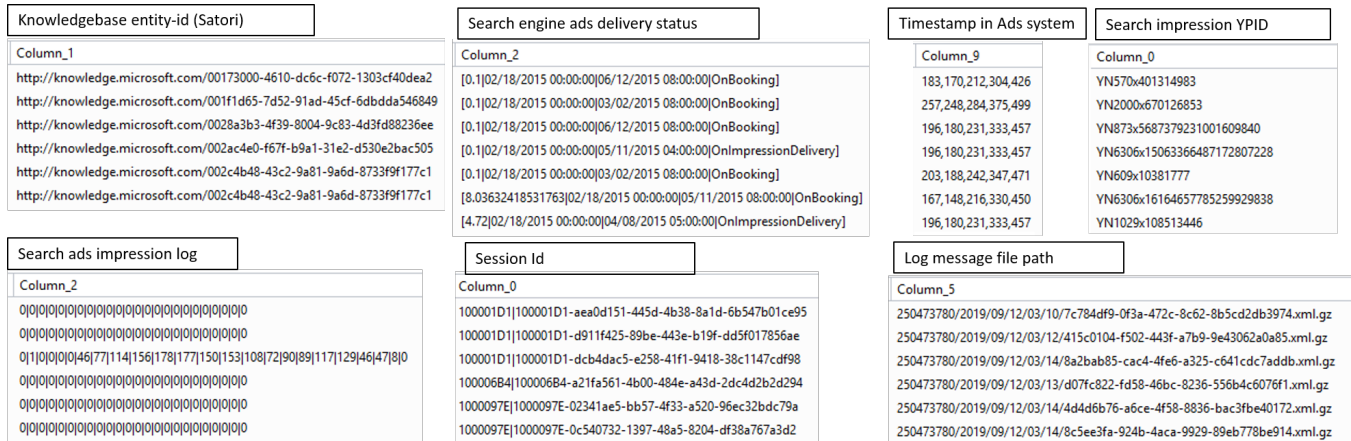 Knowledgebase entity-id (Satori)
Column_1
http://knowledge.microsoft.com/00173000-4610-dc6c-f072-1303cf40dea2
http://knowledge.microsoft.com/001f1d65-7d52-91ad-45cf-6dbdda546849
http://knowledge.microsoft.com/0028a3b3-4f39-8004-9c83-4d3fd88236ee
http://knowledge.microsoft.com/002ac4e0-f67f-b9a1-31e2-d530e2bac505
http://knowledge.microsoft.com/002c4b48-43c2-9a81-9a6d-8733f9f177c1
http://knowledge.microsoft.com/002c4b48-43c2-9a81-9a6d-8733f9f177c1
Search engine ads delivery status
Column_2
[0.1|02/18/2015 00:00:00|06/12/2015 08:00:00|OnBooking]
[0.1|02/18/2015 00:00:00|03/02/2015 08:00:00|OnBooking]
[0.1|02/18/2015 00:00:00|06/12/2015 08:00:00|OnBooking]
[0.1|02/18/2015 00:00:00|05/11/2015 04:00:00|OnImpressionDelivery]
[0.1|02/18/2015 00:00:00|03/02/2015 08:00:00|OnBooking]
[8.03632418531763|02/18/2015 00:00:00|05/11/2015 08:00:00|OnBooking]
[4.72|02/18/2015 00:00:00|04/08/2015 05:00:00|OnImpressionDelivery]
Timestamp in Ads system
Column_9
183,170,212,304,426
257,248,284,375,499
196,180,231,333,457
196,180,231,333,457
203,188,242,347,471
167,148,216,330,450
196,180,231,333,457
Search impression YPID
Column_0
YN570x401314983
YN2000x670126853
YN873x5687379231001609840
YN6306x15063366487172807228
YN609x10381777
YN6306x16164657785259929838
YN1029x108513446
Search ads impression log
Column_2
0|0|0|0|0|0|0|0|0|0|0|0|0|0|0|0|0|0|0|0|0|0|0|0
0|0|0|0|0|0|0|0|0|0|0|0|0|0|0|0|0|0|0|0|0|0|0|0
0|1|0|0|0|0|46|77|114|156|178|177|150|153|108|72|90|89|117|129|46|47|8|0
0|0|0|0|0|0|0|0|0|0|0|0|0|0|0|0|0|0|0|0|0|0|0|0
0|0|0|0|0|0|0|0|0|0|0|0|0|0|0|0|0|0|0|0|0|0|0|0
0|0|0|0|0|0|0|0|0|0|0|0|0|0|0|0|0|0|0|0|0|0|0|0
Session Id
Column_0
100001D1|100001D1-aea0d151-445d-4b38-8a1d-6b547b01ce95
100001D1|100001D1-d911f425-89be-443e-b19f-dd5f017856ae
100001D1|100001D1-dcb4dac5-e258-41f1-9418-38c1147cdf98
100006B4|100006B4-a21fa561-4b00-484e-a43d-2dc4d2b2d294
1000097E|1000097E-02341ae5-bb57-4f33-a520-96ec32bdc79a
1000097E|1000097E-0c540732-1397-48a5-8204-df38a767a3d2
Log message file path
Column_5
250473780/2019/09/12/03/10/7c784df9-0f3a-472c-8c62-8b5cd2db3974.xml.gz
250473780/2019/09/12/03/12/415c0104-f502-443f-a7b9-9e43062a0a85.xml.gz
250473780/2019/09/12/03/14/8a2bab85-cac4-4fe6-a325-c641cdc7addb.xml.gz
250473780/2019/09/12/03/13/d07fc822-fd58-46bc-8236-556b4c6076f1.xml.gz
250473780/2019/09/12/03/14/4d4d6b76-a6ce-4f58-8836-bac3fbe40172.xml.gz
250473780/2019/09/12/03/14/8c5ee3fa-924b-4aca-9929-89eb778be914.xml.gz